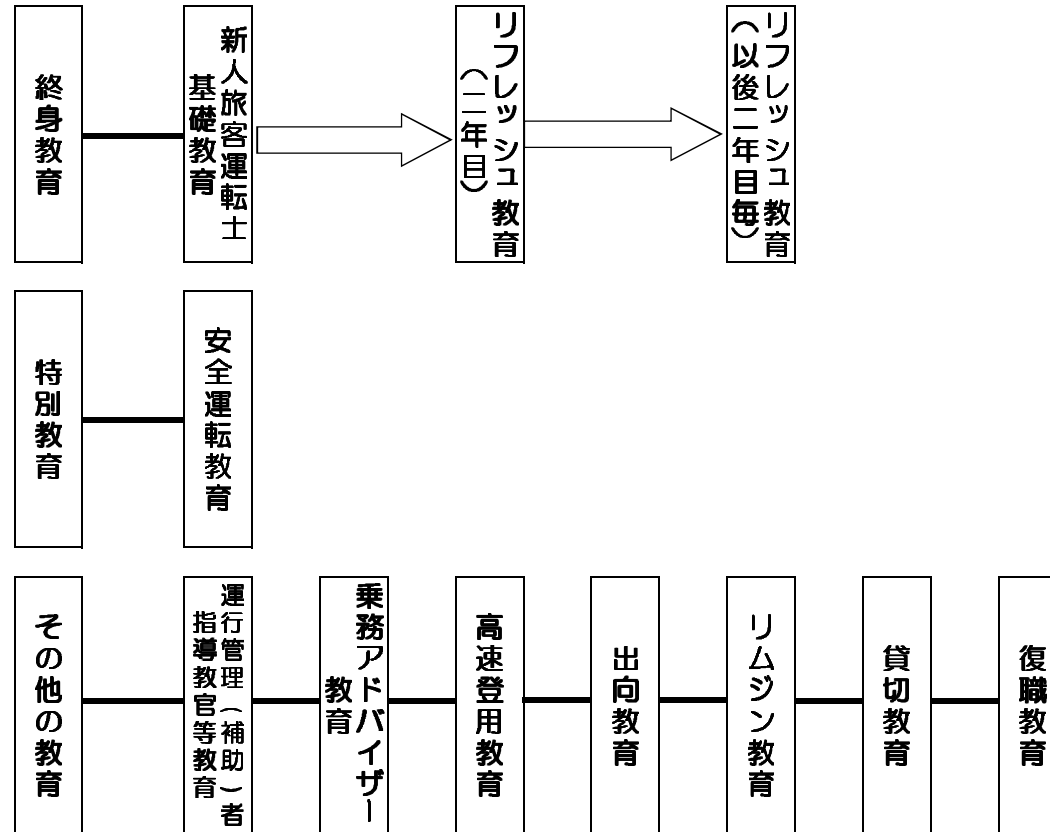 終身教育
新人旅客運転士
基礎教育
リフレッシュ教育
（二年目）
リフレッシュ教育
（以後二年目毎）
特別教育
安全運転教育
その他の教育
運行管理（補助）者
指導教官等教育
乗務アドバイザー
教育
高速登用教育
出向教育
リムジン教育
貸切教育
復職教育